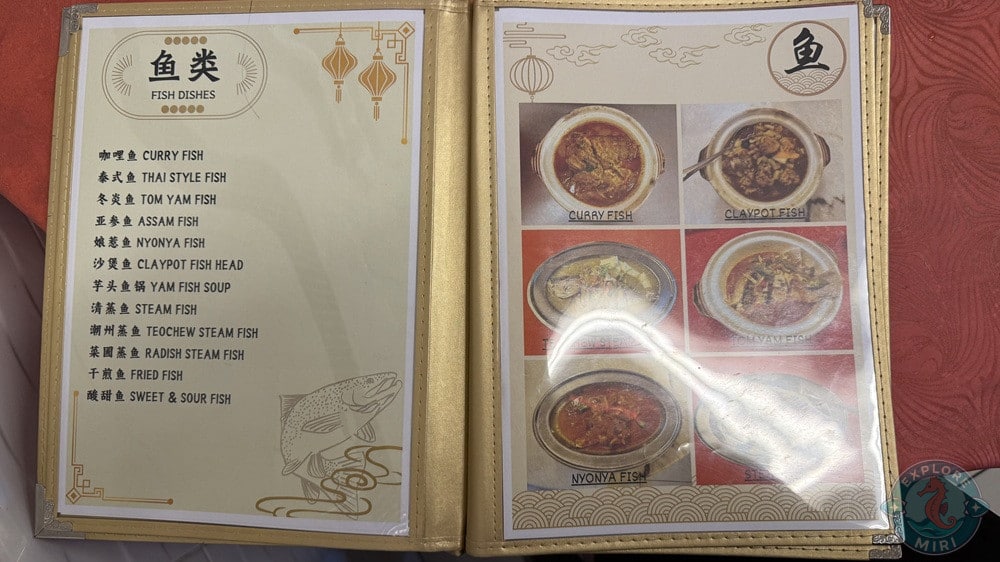 鱼类
FISH DISHES
咖哩鱼 CURRY FISH
泰式鱼 THAI STYLE FISH
冬炎鱼 TOM YAM FISH
亚参鱼 ASSAM FISH
娘惹鱼 NYONYA FISH
沙煲鱼 CLAYPOT FISH HEAD
芋头鱼锅 YAM FISH SOUP
清蒸鱼 STEAM FISH
潮州蒸鱼 TEOCHEW STEAM FISH
菜圃蒸鱼 RADISH STEAM FISH
干煎鱼 FRIED FISH
酸甜鱼 SWEET & SOUR FISH
鱼
CURRY FISH
CLAYPOT FISH
TOM YAM FISH
NYONYA FISH
EXPLORE
MIRI